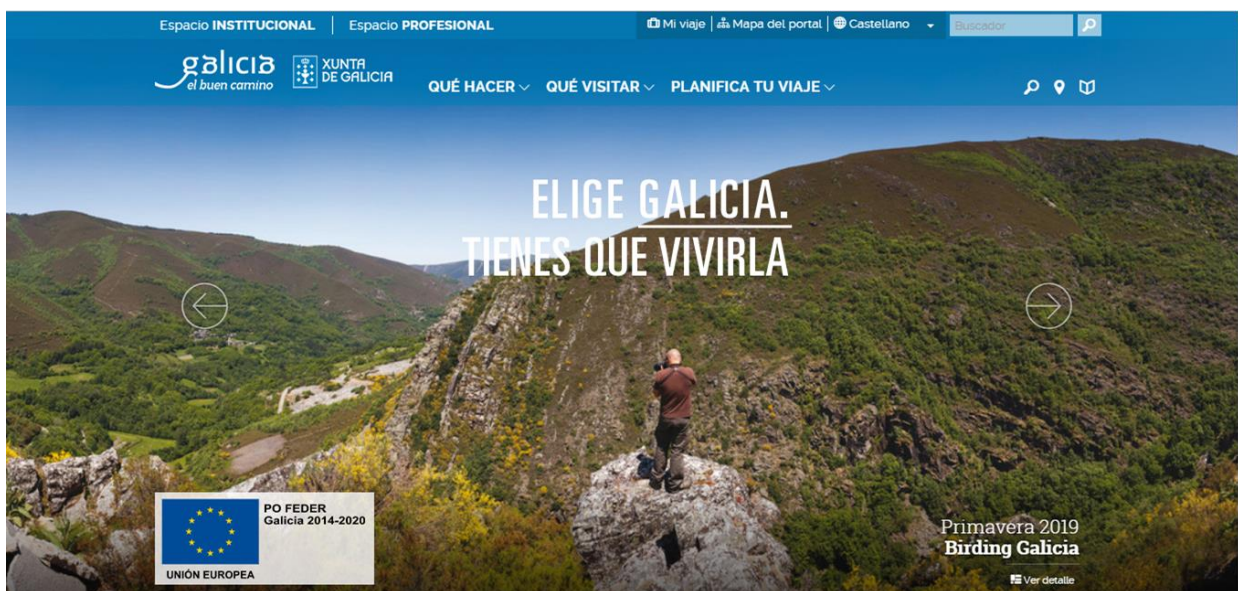 Espacio INSTITUCIONAL
Espacio PROFESIONAL
Mi viaje
Mapa del portal
Castellano
Buscador
galicia
el buen camino
XUNTA
DE GALICIA
QUÉ HACER
QUÉ VISITAR
PLANIFICA TU VIAJE
ELIGE GALICIA.
TIENES QUE VIVIRLA
PO FEDER
Galicia 2014-2020
UNIÓN EUROPEA
Primavera 2019
Birding Galicia
Ver detalle